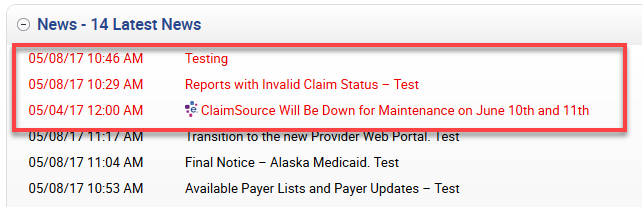 News - 14 Latest News
05/08/17 10:46 AM Testing
05/08/17 10:29 AM Reports with Invalid Claim Status – Test
05/04/17 12:00 AM ClaimSource Will Be Down for Maintenance on June 10th and 11th
05/08/17 11:17 AM Transition to the new Provider Web Portal. Test
05/08/17 11:04 AM Final Notice – Alaska Medicaid. Test
05/08/17 10:53 AM Available Payer Lists and Payer Updates – Test